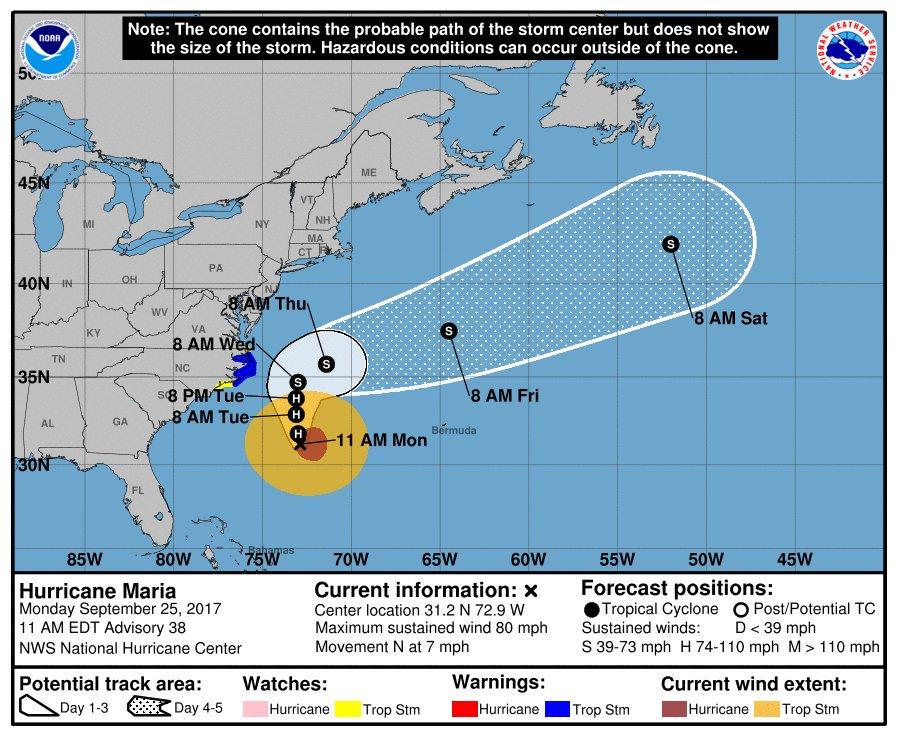 Note: The cone contains the probable path of the storm center but does not show
the size of the storm. Hazardous conditions can occur outside of the cone.
NOAA
NATIONAL WEATHER SERVICE
45N
ME
VT
NH
MI
NY
MA
CT
RI
PA
40N
IN
OH
NJ
8 AM Thu
S
8 AM Sat
WV
VA
KY
8 AM Wed
S
S
8 AM Fri
35N
TN
NC
S
8 PM Tue
H
SC
8 AM Tue
H
AL
GA
H
11 AM Mon
Bermuda
30N
FL
Bahamas
85W 80W 75W 70W 65W 60W 55W 50W 45W
Hurricane Maria
Monday September 25, 2017
11 AM EDT Advisory 38
NWS National Hurricane Center
Current information: x
Center location 31.2 N 72.9 W
Maximum sustained wind 80 mph
Movement N at 7 mph
Forecast positions:
Tropical Cyclone Post/Potential TC
Sustained winds: D < 39 mph
S 39-73 mph H 74-110 mph M > 110 mph
Potential track area:
Day 1-3 Day 4-5
Watches:
Hurricane Trop Stm
Warnings:
Hurricane Trop Stm
Current wind extent:
Hurricane Trop Stm